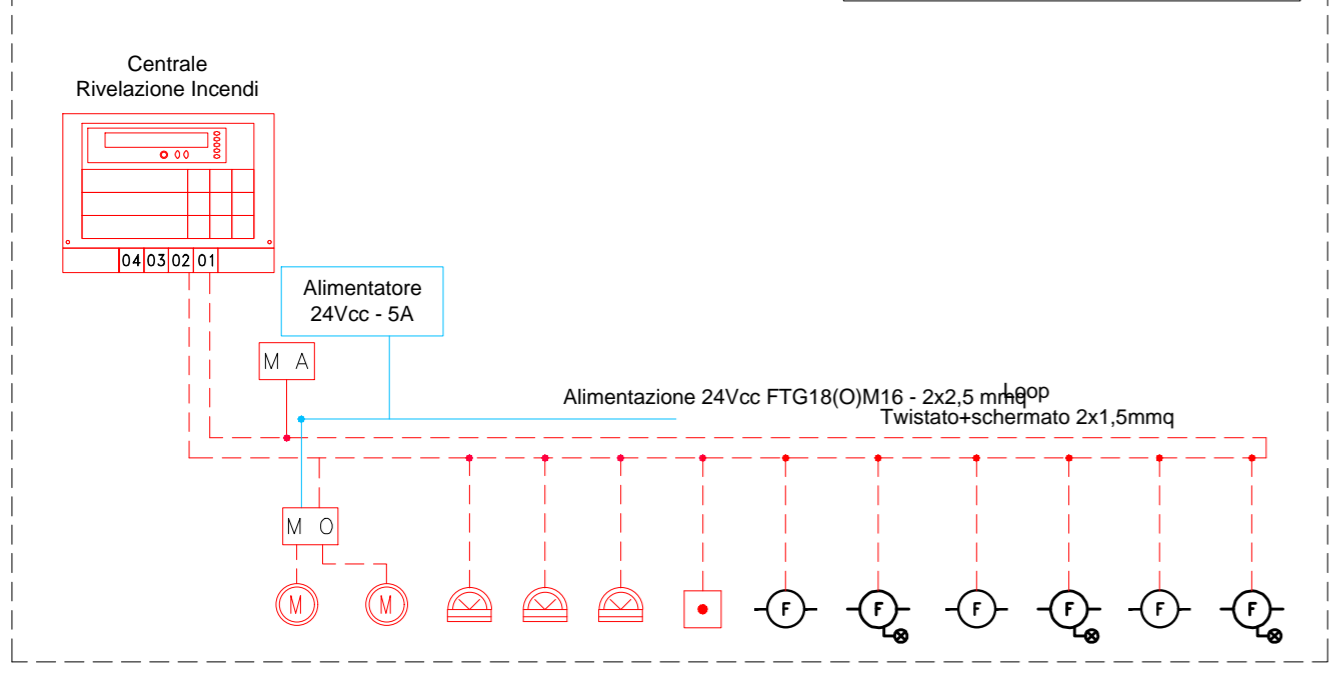 Centrale
Rivelazione Incendi
04 03 02 01
Alimentatore
24Vcc - 5A
M A
Alimentazione 24Vcc FTG18(O)M16 - 2x2,5 mmq
Loop
Twistato+schermato 2x1,5mmq
M O
M M F F F F F F